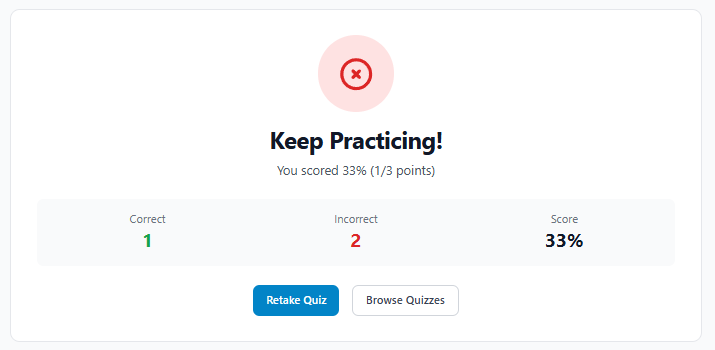 Keep Practicing!
You scored 33% (1/3 points)
Correct Incorrect Score
1 2 33%
Retake Quiz Browse Quizzes